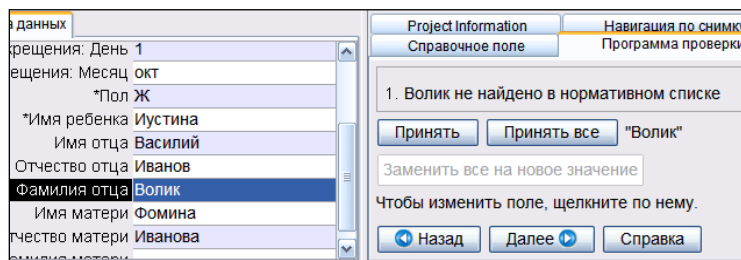 а данных
крещения: День 1
ещения: Месяц окт
*Пол Ж
*Имя ребенка Иустина
Имя отца Василий
Отчество отца Иванов
Фамилия отца Волик
Имя матери Фомина
тчество матери Иванова
Project Information Навигация по снимку
Справочное поле Программа проверки
1. Волик не найдено в нормативном списке
Принять Принять все "Волик"
Заменить все на новое значение
Чтобы изменить поле, щелкните по нему.
Назад Далее Справка